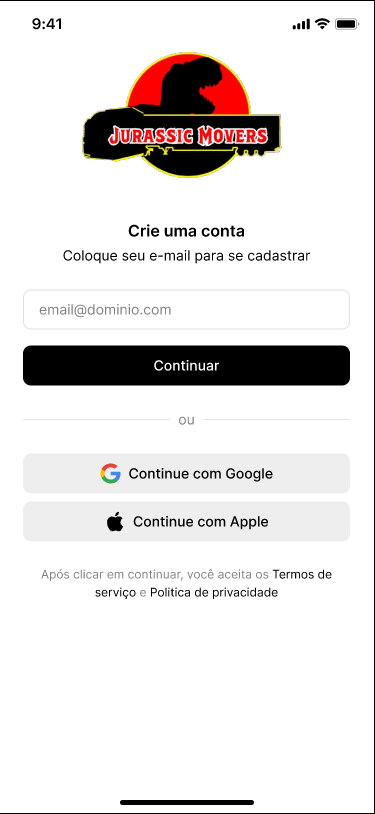 9:41
JURASSIC MOVERS
Crie uma conta
Coloque seu e-mail para se cadastrar
email@dominio.com
Continuar
ou
Continue com Google
Continue com Apple
Após clicar em continuar, você aceita os Termos de
serviço e Politica de privacidade